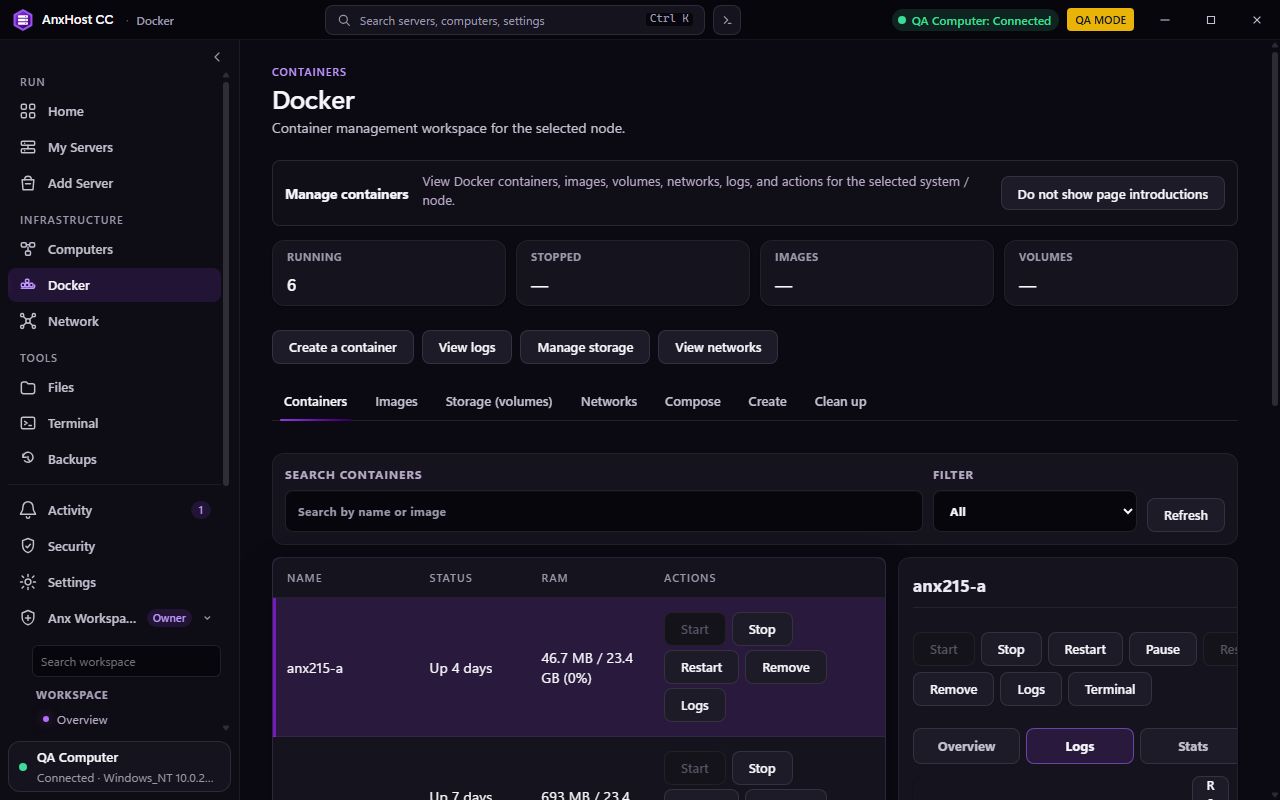 AnxHost CC · Docker
Search servers, computers, settings
Ctrl K
QA Computer: Connected
QA MODE
RUN
Home
My Servers
Add Server
INFRASTRUCTURE
Computers
Docker
Network
TOOLS
Files
Terminal
Backups
Activity 1
Security
Settings
Anx Workspa... Owner
Search workspace
WORKSPACE
Overview
QA Computer
Connected · Windows_NT 10.0.2...
CONTAINERS
Docker
Container management workspace for the selected node.
Manage containers
View Docker containers, images, volumes, networks, logs, and actions for the selected system /
node.
Do not show page introductions
RUNNING
6
STOPPED
—
IMAGES
—
VOLUMES
—
Create a container View logs Manage storage View networks
Containers Images Storage (volumes) Networks Compose Create Clean up
SEARCH CONTAINERS
Search by name or image
FILTER
All
Refresh
NAME STATUS RAM ACTIONS
anx215-a
Up 4 days
46.7 MB / 23.4
GB (0%)
Start Stop
Restart Remove
Logs
Up 7 days
693 MB / 23.4
Start Stop
anx215-a
Start Stop Restart Pause Res
Remove Logs Terminal
Overview Logs Stats
R